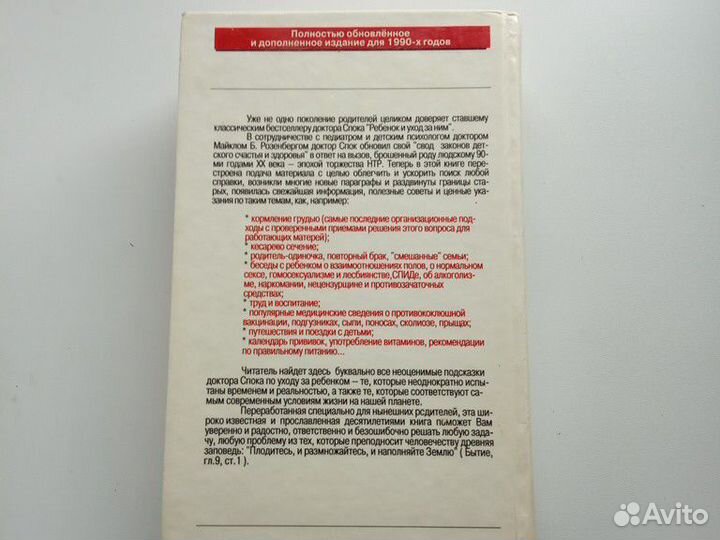 Полностью обновлённое
и дополненное издание для 1990-х годов
Уже не одно поколение родителей целиком доверяет ставшему
классическим бестселлеру доктора Спока "Ребенок и уход за ним".
В сотрудничестве с педиатром и детским психологом доктором
Майклом Б. Розенбергом доктор Спок обновил свой "свод законов дет-
ского счастья и здоровья" в ответ на вызов, брошенный роду людскому 90-
ми годами XX века – эпохой торжества НТР. Теперь в этой книге пере-
строена подача материала с целью облегчить и ускорить поиск любой
справки, возникли многие новые параграфы и раздвинуты границы ста-
рых, появилась свежайшая информация, полезные советы и ценные ука-
зания по таким темам, как, например:
* кормление грудью (самые последние организационные под-
ходы с проверенными приемами решения этого вопроса для
работающих матерей);
* кесарево сечение;
* родитель-одиночка, повторный брак, "смешанные" семьи;
* беседы с ребенком о взаимоотношениях полов, о нормальном
сексе, гомосексуализме и лесбиянстве,СПИДе, об алкоголиз-
ме, наркомании, нецензурщине и противозачаточных
средствах;
* труд и воспитание;
* популярные медицинские сведения о противококлюшной
вакцинации, подгузниках, сыпи, поносах, сколиозе, прыщах;
* путешествия и поездки с детьми;
* календарь прививок, употребление витаминов, рекомендации
по правильному питанию...
Читатель найдет здесь буквально все неоценимые подсказки
доктора Спока по уходу за ребенком – те, которые неоднократно испы-
таны временем и реальностью, а также те, которые соответствуют са-
мым современным условиям жизни на нашей планете.
Переработанная специально для нынешних родителей, эта ши-
роко известная и прославленная десятилетиями книга поможет Вам
уверенно и радостно, ответственно и безошибочно решать любую зада-
чу, любую проблему из тех, которые преподносит человечеству древняя
заповедь: "Плодитесь, и размножайтесь, и наполняйте Землю" ( Бытие,
гл.9, ст.1 ).
Avito